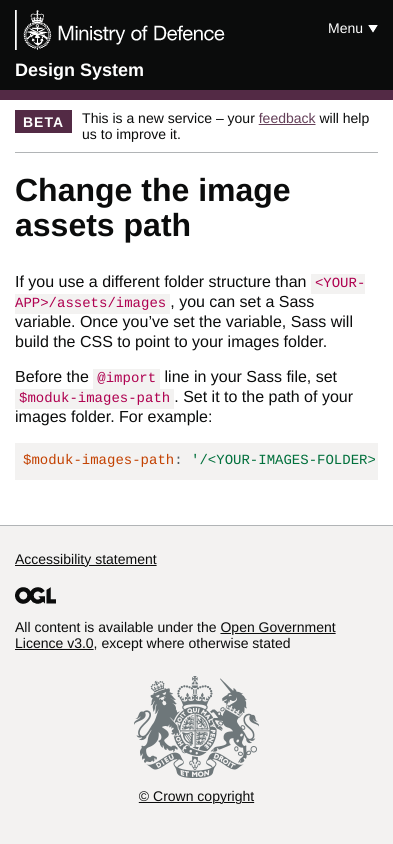 Ministry of Defence
Menu
Design System
BETA
This is a new service – your feedback will help
us to improve it.
Change the image
assets path
If you use a different folder structure than <YOUR-
APP>/assets/images, you can set a Sass
variable. Once you’ve set the variable, Sass will
build the CSS to point to your images folder.
Before the @import line in your Sass file, set
$moduk-images-path. Set it to the path of your
images folder. For example:
$moduk-images-path: '/<YOUR-IMAGES-FOLDER>
Accessibility statement
OGL
All content is available under the Open Government
Licence v3.0, except where otherwise stated
DIEU ET MON DROIT
© Crown copyright